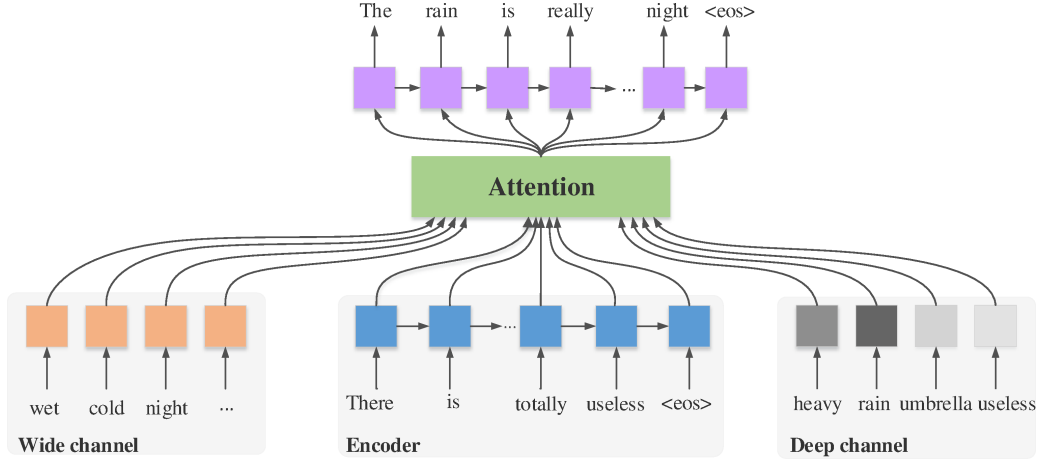 The rain is really night <eos>
...
Attention
...
wet cold night ...
There is totally useless <eos>
heavy rain umbrella useless
Wide channel
Encoder
Deep channel